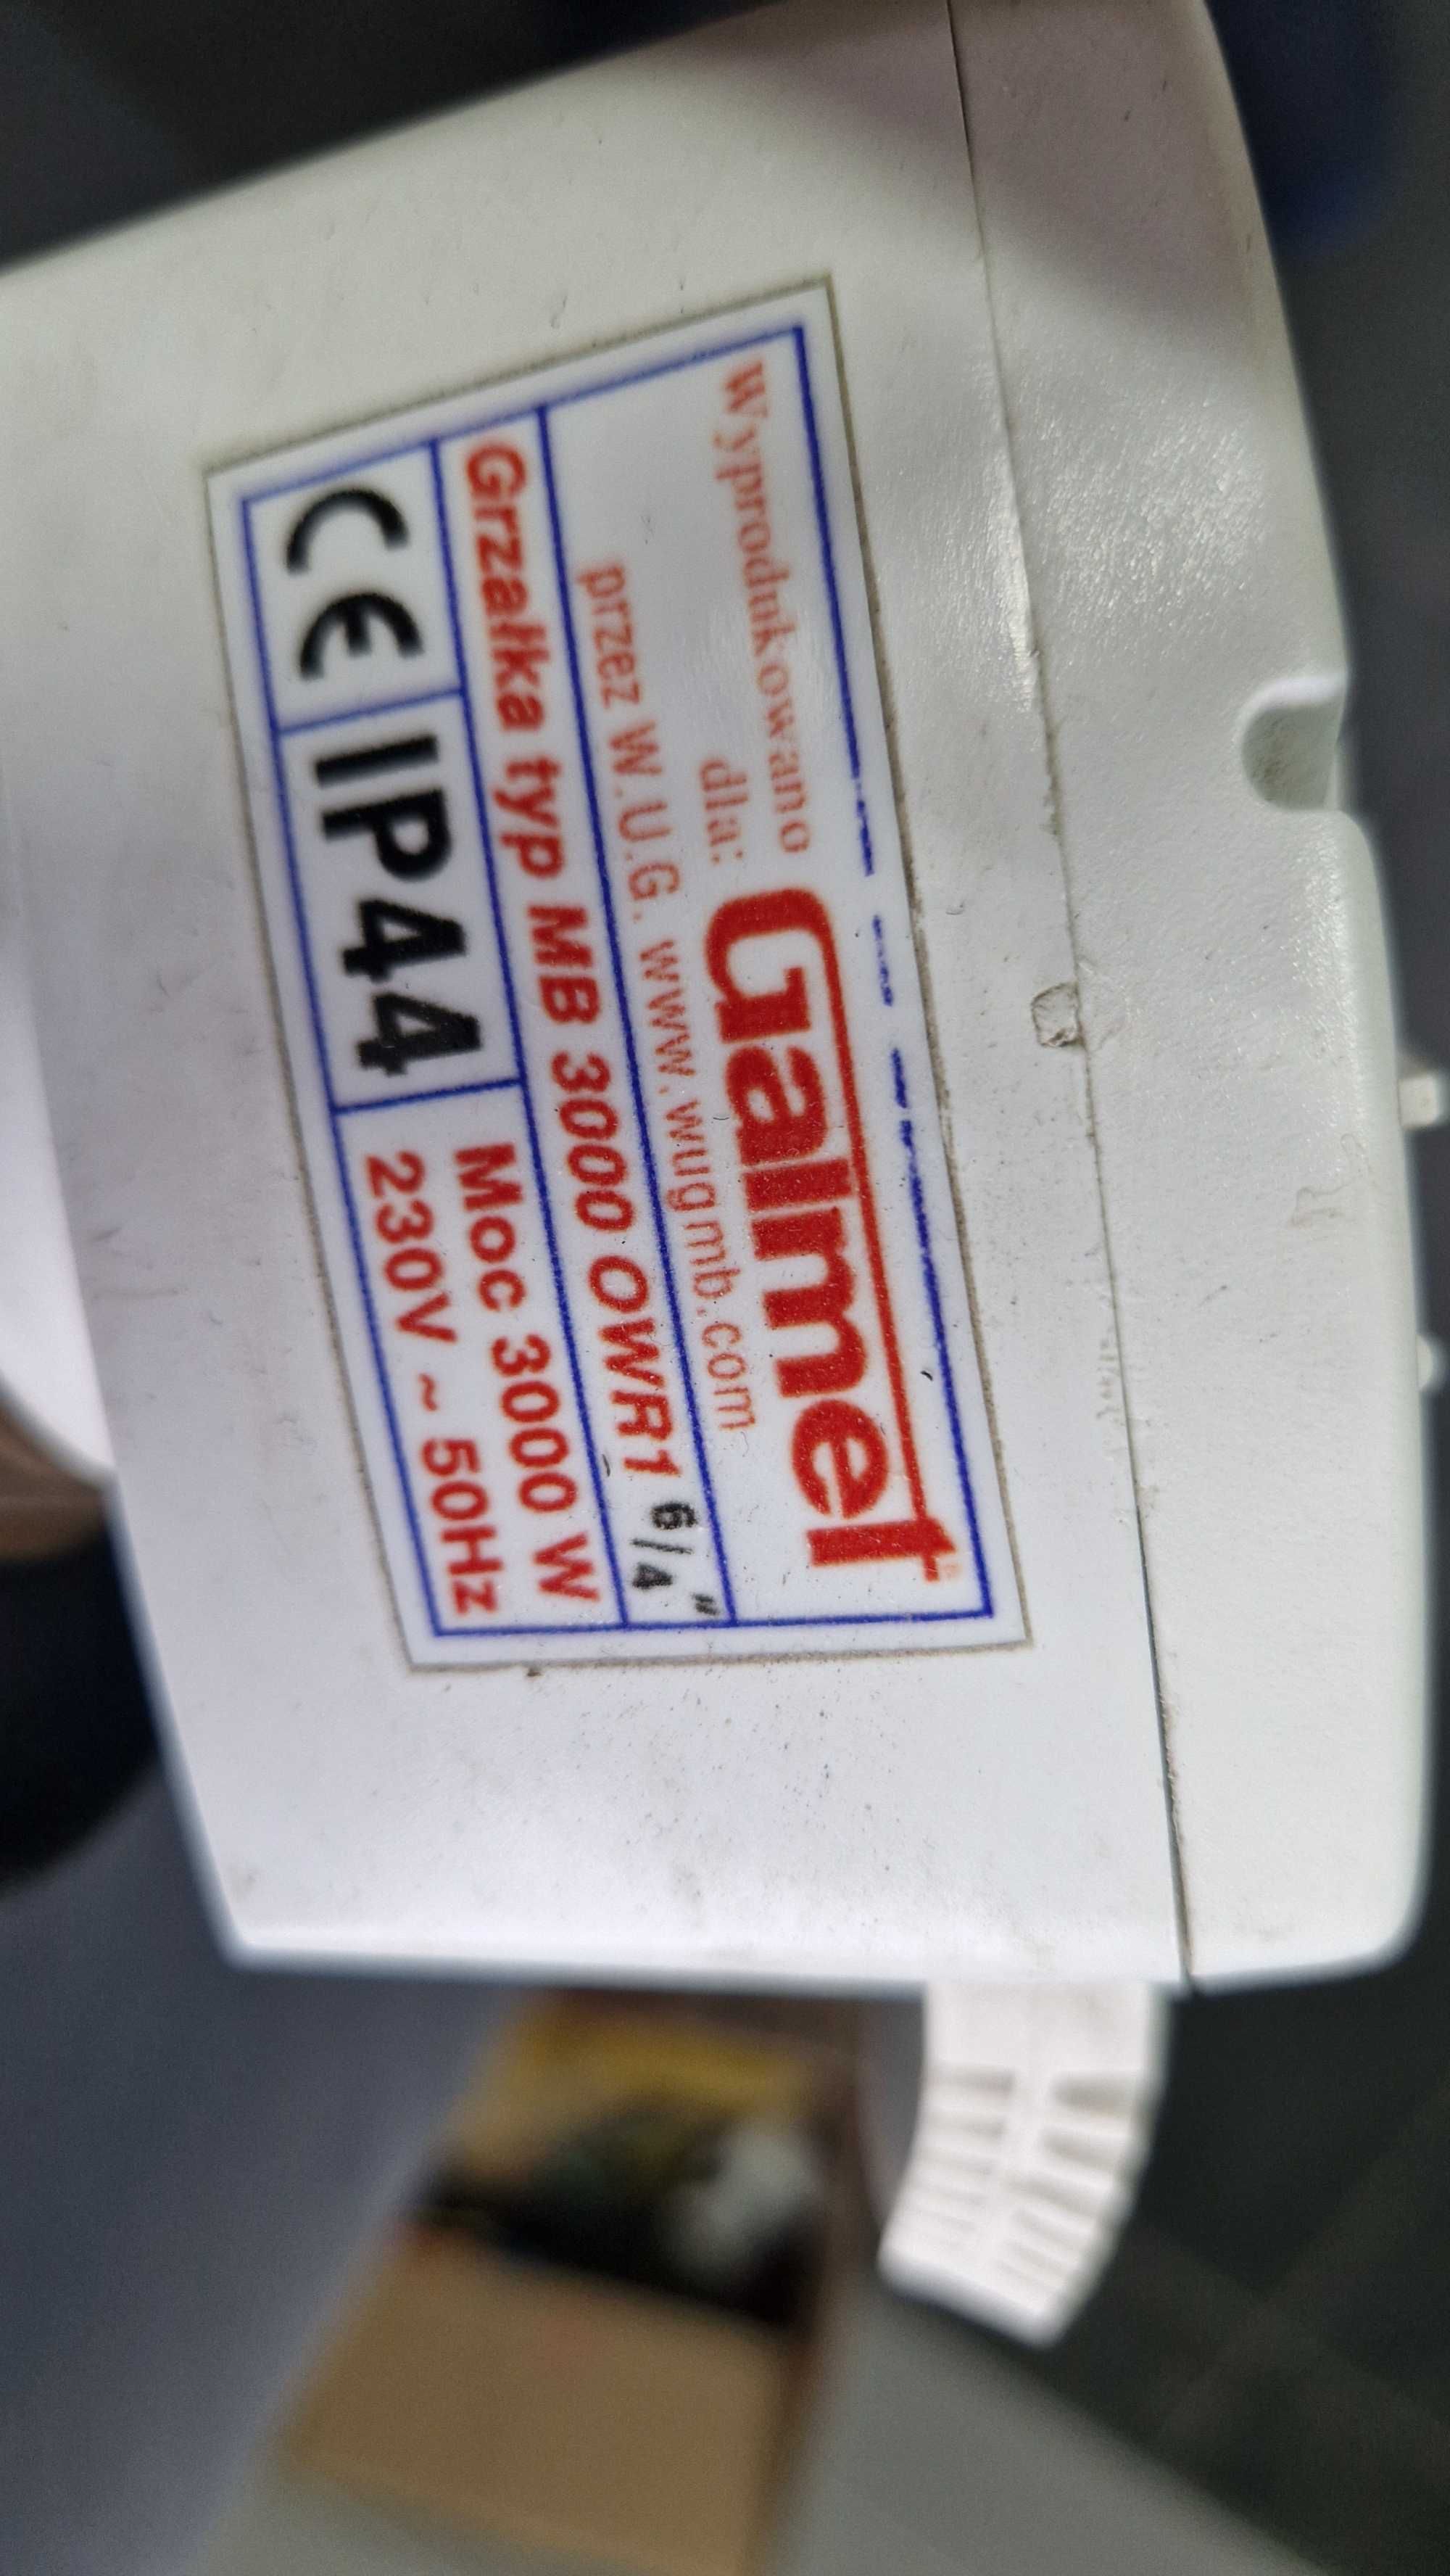 Wyprodukowano
dla: Galmet®
przez W.U.G. www.wugmb.com
Grzałka typ MB 3000 OWR1 6/4"
CE IP44 Moc 3000 W
230V ~ 50Hz